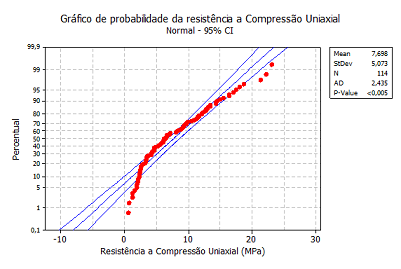 Gráfico de probabilidade da resistência a Compressão Uniaxial
Normal - 95% CI
99,9
99
95
90
80
70
60
50
40
30
20
10
5
1
0,1
Percentual
-10
0
10
20
30
Resistência a Compressão Uniaxial (MPa)
Mean 7,698
StDev 5,073
N 114
AD 2,435
P-Value <0,005